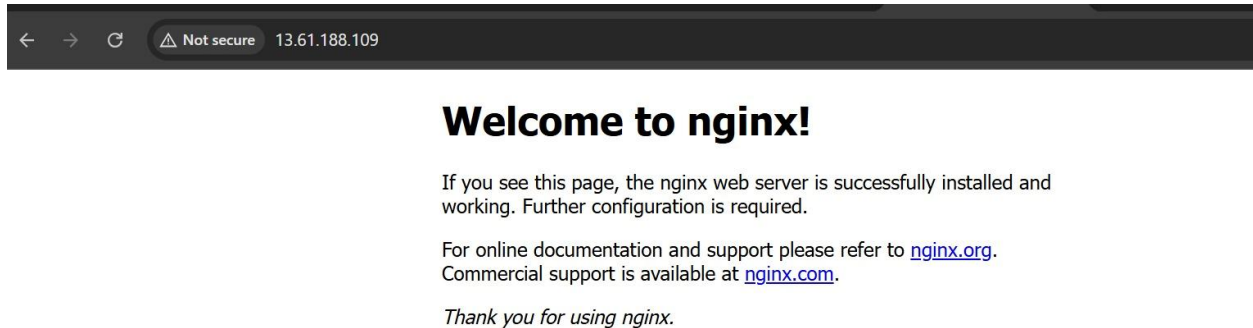 Not secure 13.61.188.109
Welcome to nginx!
If you see this page, the nginx web server is successfully installed and
working. Further configuration is required.
For online documentation and support please refer to nginx.org.
Commercial support is available at nginx.com.
Thank you for using nginx.